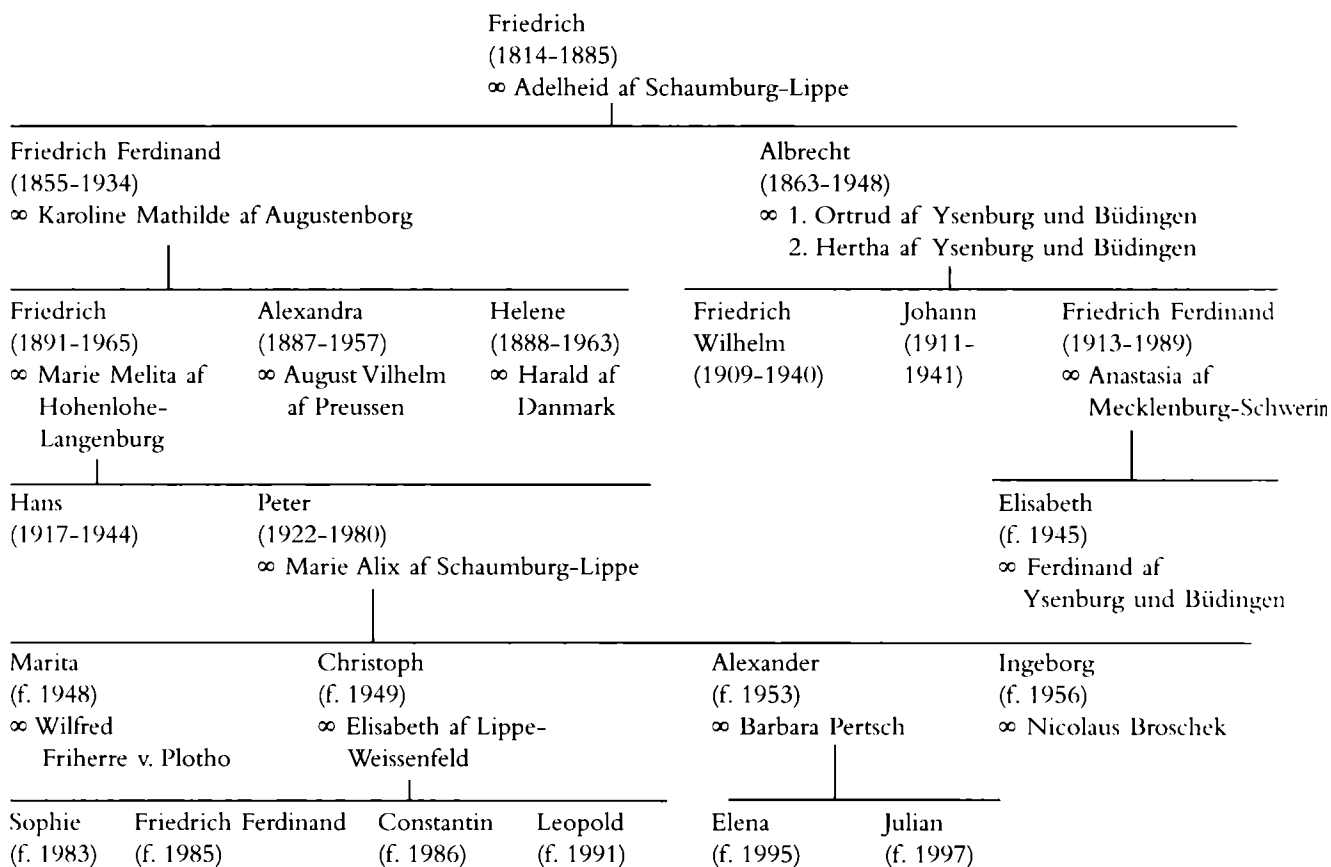 Friedrich
(1814-1885)
∞ Adelheid af Schaumburg-Lippe
Friedrich Ferdinand
(1855-1934)
∞ Karoline Mathilde af Augustenborg
Albrecht
(1863-1948)
∞ 1. Ortrud af Ysenburg und Büdingen
2. Hertha af Ysenburg und Büdingen
Friedrich
(1891-1965)
∞ Marie Melita af
Hohenlohe-
Langenburg
Alexandra
(1887-1957)
∞ August Vilhelm
af Preussen
Helene
(1888-1963)
∞ Harald af
Danmark
Friedrich
Wilhelm
(1909-1940)
Johann
(1911-
1941)
Friedrich Ferdinand
(1913-1989)
∞ Anastasia af
Mecklenburg-Schwerin
Hans
(1917-1944)
Peter
(1922-1980)
∞ Marie Alix af Schaumburg-Lippe
Elisabeth
(f. 1945)
∞ Ferdinand af
Ysenburg und Büdingen
Marita
(f. 1948)
∞ Wilfred
Friherre v. Plotho
Christoph
(f. 1949)
∞ Elisabeth af Lippe-
Weissenfeld
Alexander
(f. 1953)
∞ Barbara Pertsch
Ingeborg
(f. 1956)
∞ Nicolaus Broschek
Sophie
(f. 1983)
Friedrich Ferdinand
(f. 1985)
Constantin
(f. 1986)
Leopold
(f. 1991)
Elena
(f. 1995)
Julian
(f. 1997)